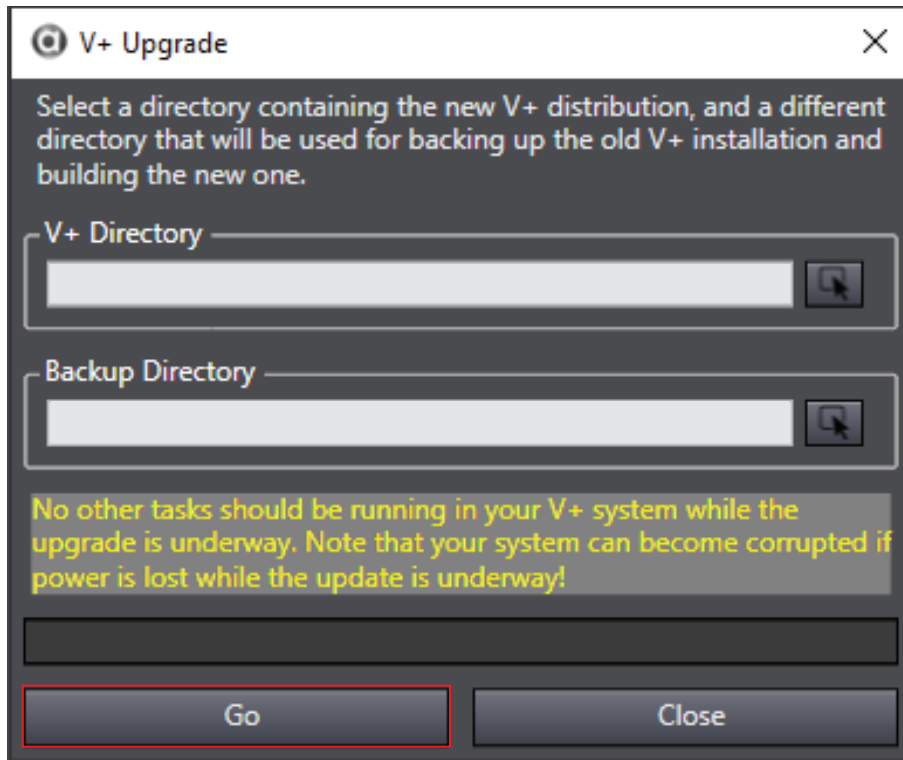 V+ Upgrade
Select a directory containing the new V+ distribution, and a different
directory that will be used for backing up the old V+ installation and
building the new one.
V+ Directory
Backup Directory
No other tasks should be running in your V+ system while the
upgrade is underway. Note that your system can become corrupted if
power is lost while the update is underway!
Go
Close